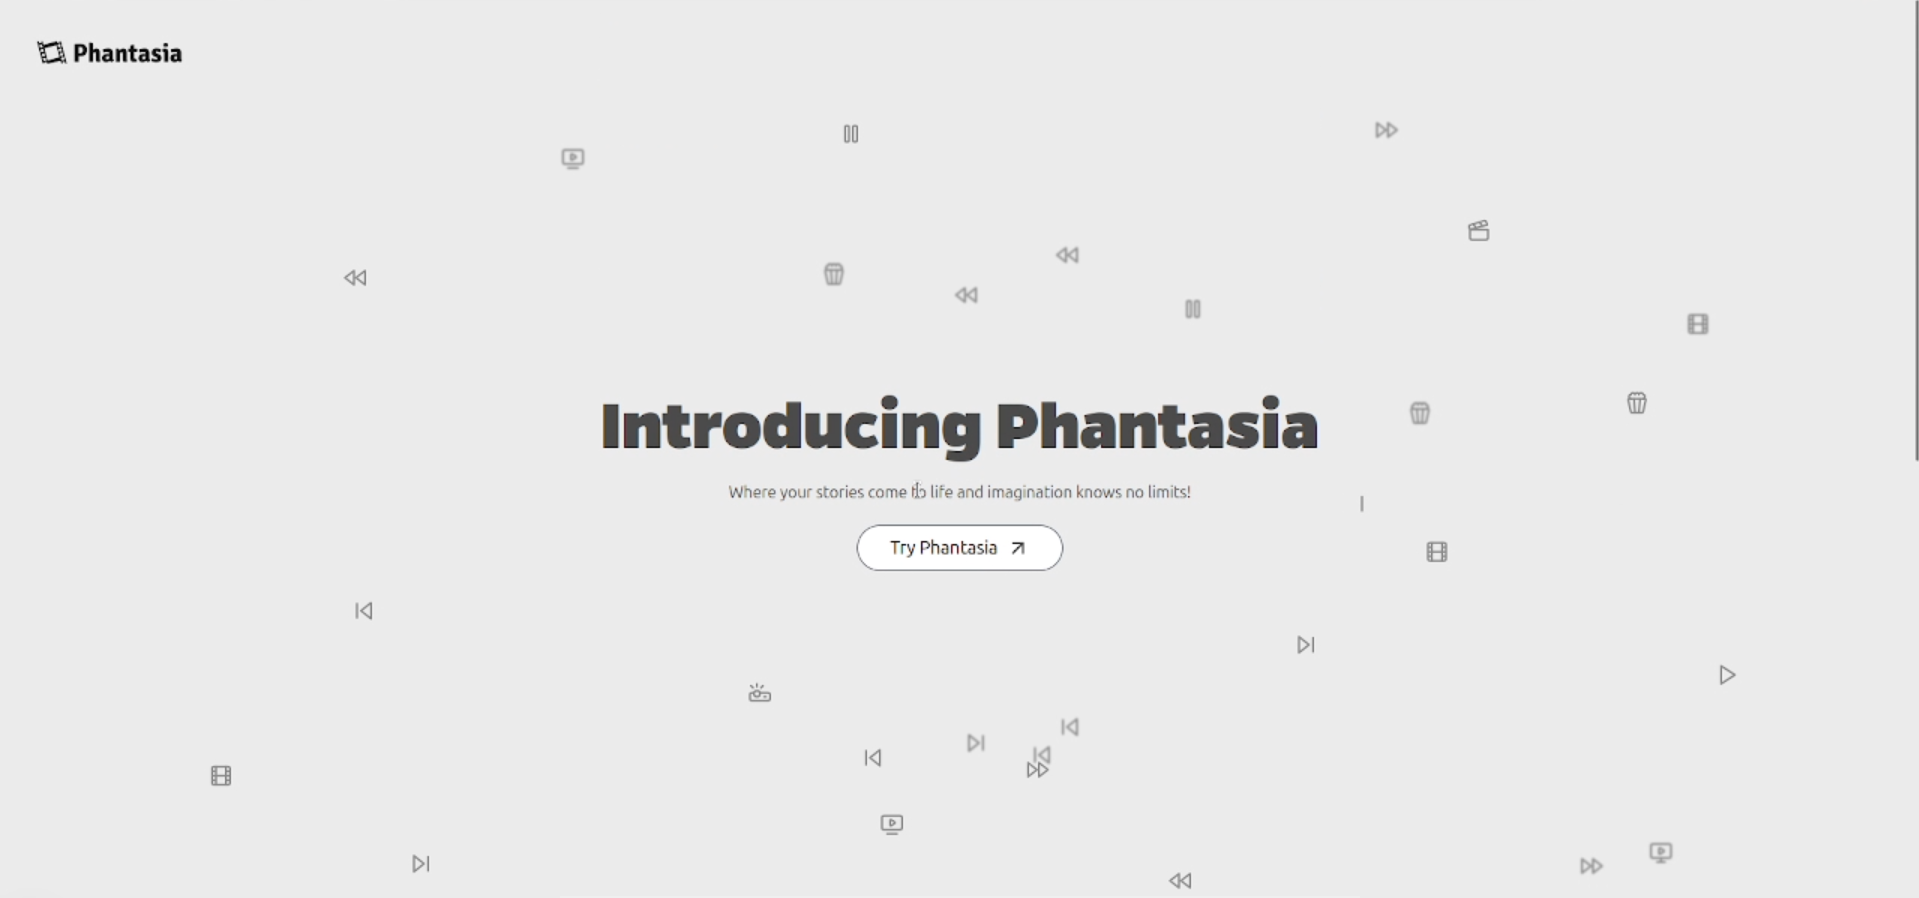 Phantasia
Introducing Phantasia
Where your stories come to life and imagination knows no limits!
Try Phantasia